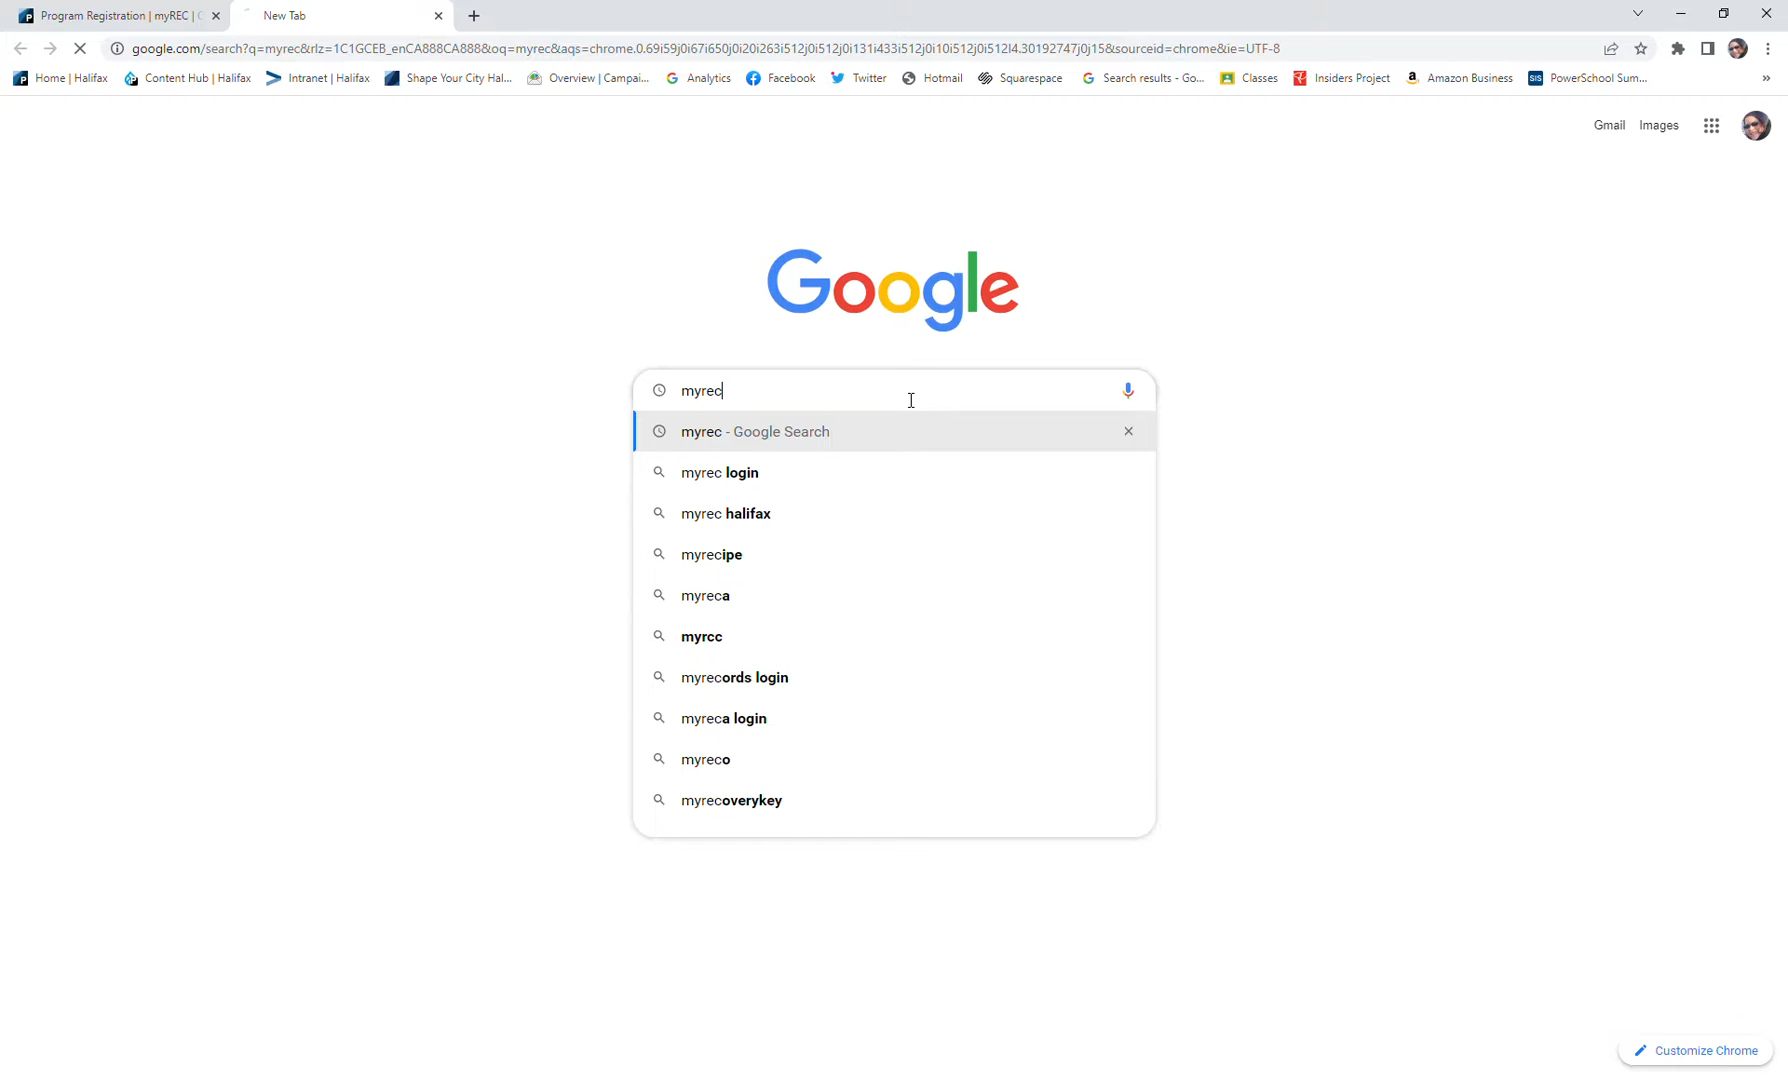 Program Registration | myREC | C
New Tab
google.com/search?q=myrec&rlz=1C1GCEB_enCA888CA888&oq=myrec&aqs=chrome.0.69i59j0i67i650j0i20i263i512j0i512j0i131i433i512j0i10i512j0i512l4.30192747j0j15&sourceid=chrome&ie=UTF-8
Home | Halifax
Content Hub | Halifax
Intranet | Halifax
Shape Your City Hal...
Overview | Campai...
Analytics
Facebook
Twitter
Hotmail
Squarespace
Search results - Go...
Classes
Insiders Project
Amazon Business
SIS PowerSchool Sum...
»
Gmail Images
Google
myrec
myrec - Google Search
myrec login
myrec halifax
myrecipe
myreca
myrcc
myrecords login
myreca login
myreco
myrecoverykey
Customize Chrome